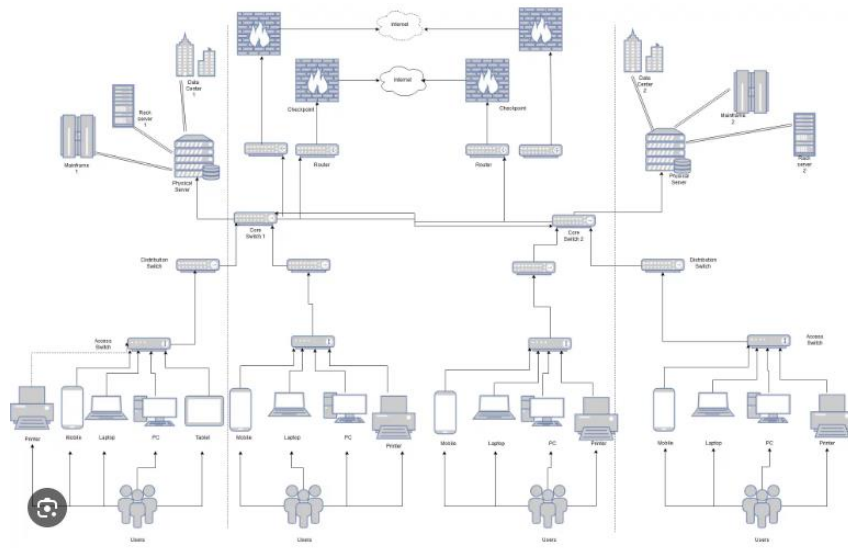 Internet
Data
Center
1
Data
Center
2
Internet
Rack
server
1
Checkpoint
Checkpoint
Mainframe
2
Mainframe
1
Physical
Server
Router
Router
Physical
Server
Rack
server
2
Core
Switch 1
Core
Switch 2
Distribution
Switch
Distribution
Switch
Access
Switch
Access
Switch
Printer
Mobile
Laptop
PC
Tablet
Mobile
Laptop
PC
Printer
Mobile
Laptop
PC
Printer
Mobile
Laptop
PC
Printer
Users
Users
Users
Users